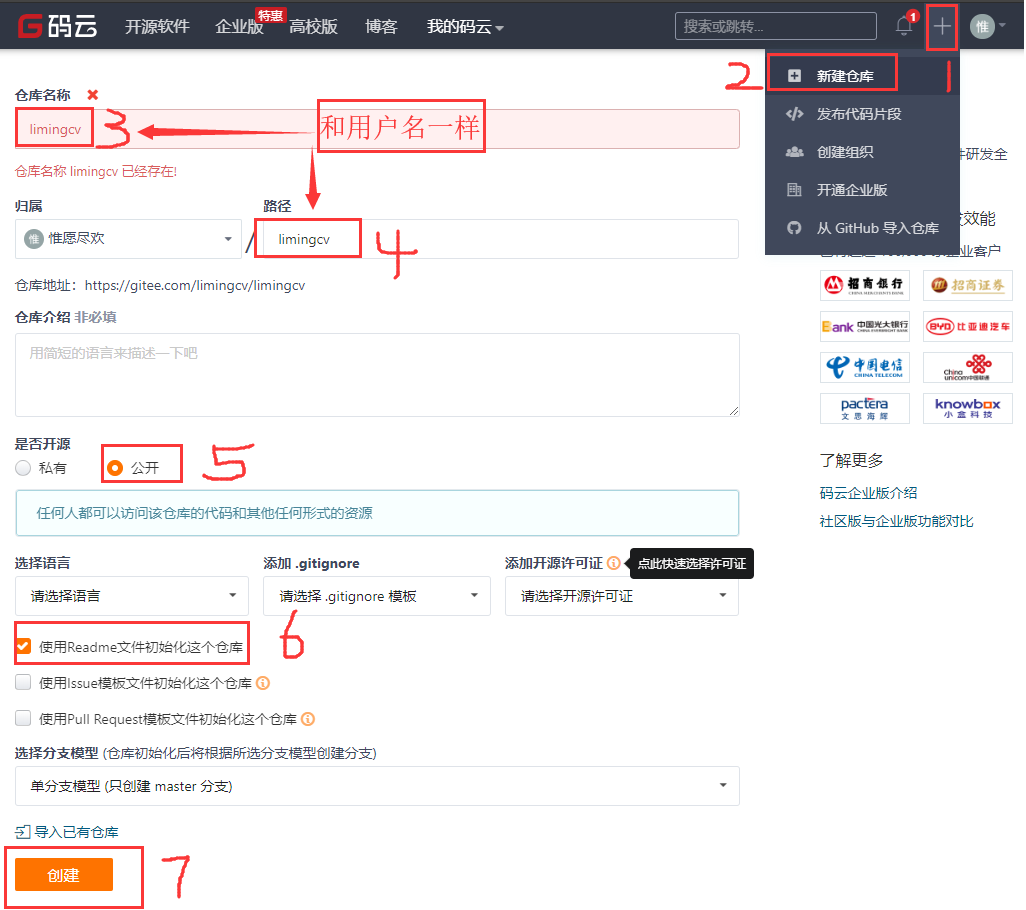 码云 开源软件 企业版 特惠 高校版 博客 我的码云 搜索或跳转... 1 惟
1
2 新建仓库
发布代码片段
创建组织
开通企业版
从 GitHub 导入仓库
仓库名称
limingcv 3 和用户名一样
仓库名称 limingcv 已经存在!
归属 路径
惟 惟愿尽欢 / limingcv 4
仓库地址：https://gitee.com/limingcv/limingcv
仓库介绍 非必填
用简短的语言来描述一下吧
是否开源
私有 公开 5
任何人都可以访问该仓库的代码和其他任何形式的资源
选择语言 添加 .gitignore 添加开源许可证 点此快速选择许可证
请选择语言 请选择 .gitignore 模板 请选择开源许可证
使用Readme文件初始化这个仓库 6
使用Issue模板文件初始化这个仓库
使用Pull Request模板文件初始化这个仓库
选择分支模型 (仓库初始化后将根据所选分支模型创建分支)
单分支模型 (只创建 master 分支)
导入已有仓库
创建 7
件研发全
效能
企业客户
招商银行 招商证券
CHINA MERCHANTS BANK
Bank 中国光大银行 BYD 比亚迪汽车
CHINA EVERBRIGHT BANK
中国电信 China
CHINA TELECOM unicom中国联通
pactera knowbox
文思海辉 小盒科技
了解更多
码云企业版介绍
社区版与企业版功能对比